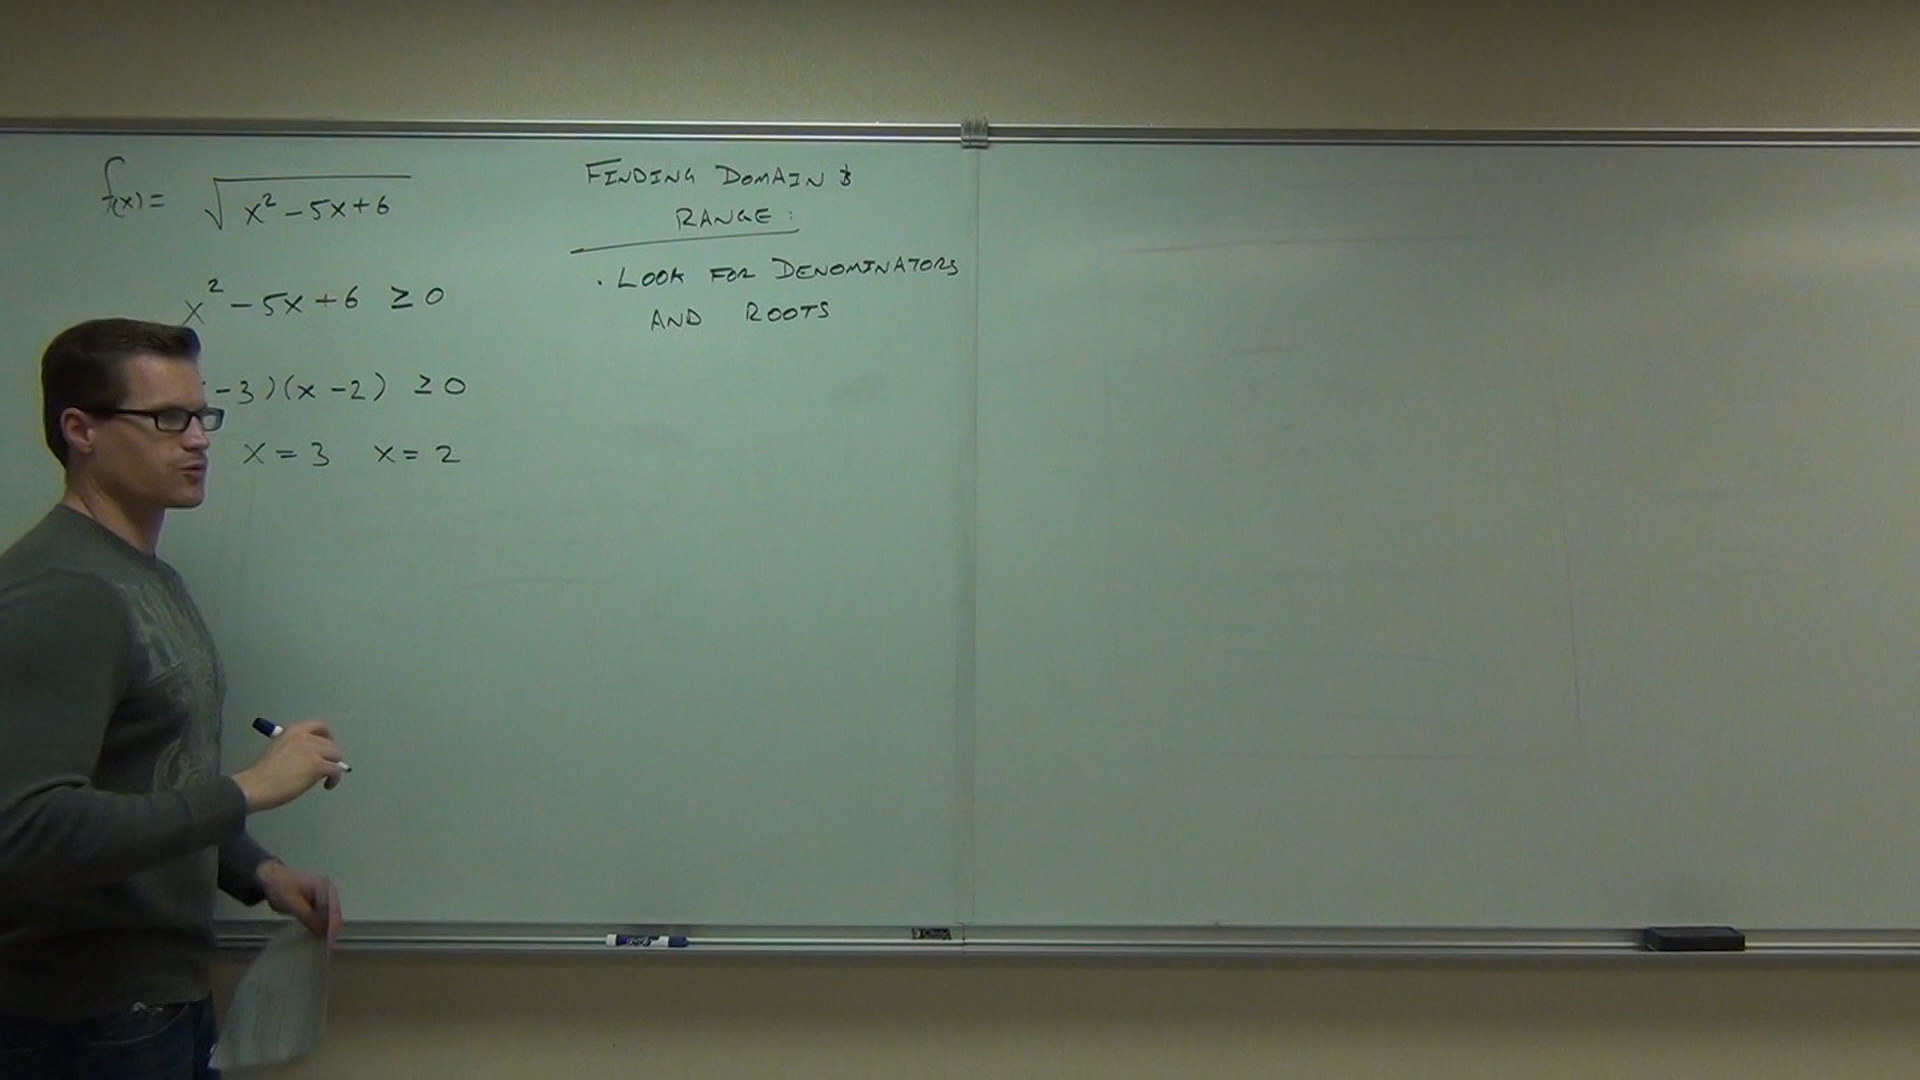 f(x) = √x² - 5x + 6
x² - 5x + 6 ≥ 0
-3)(x - 2) ≥ 0
x = 3 x = 2
FINDING DOMAIN &
RANGE:
· LOOK FOR DENOMINATORS
AND ROOTS